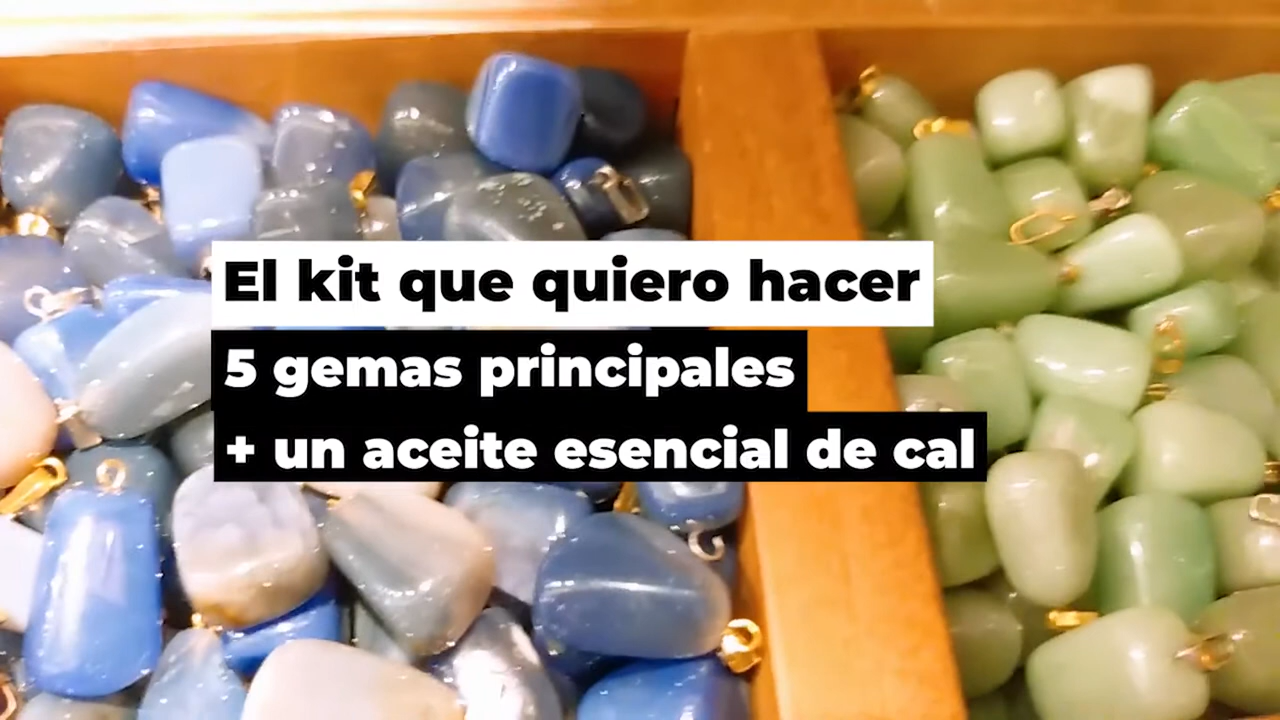 El kit que quiero hacer
5 gemas principales
+ un aceite esencial de cal